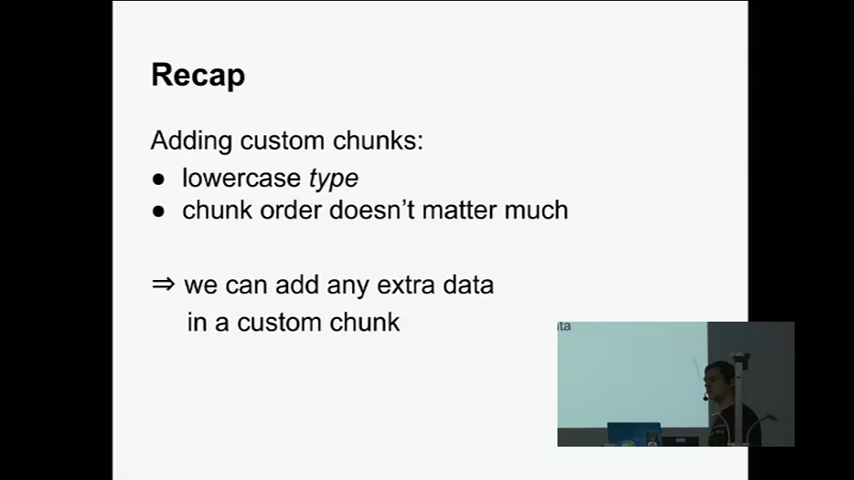 Recap
Adding custom chunks:
● lowercase type
● chunk order doesn't matter much
⇒ we can add any extra data
in a custom chunk
ta